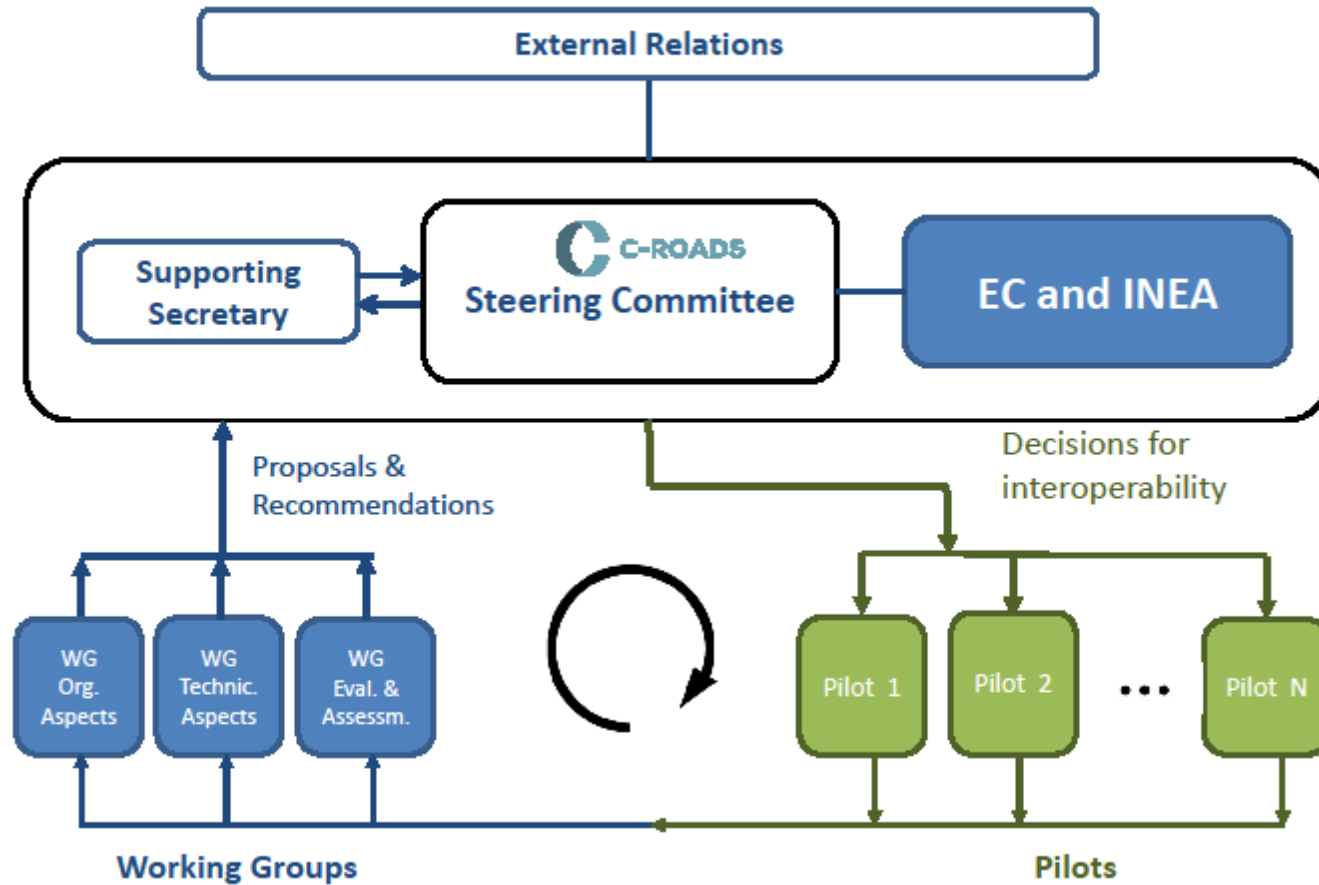 External Relations
Supporting
Secretary
C-ROADS
Steering Committee
EC and INEA
Proposals &
Recommendations
Decisions for
interoperability
WG
Org.
Aspects
WG
Technic.
Aspects
WG
Eval. &
Assessm.
Pilot 1
Pilot 2
...
Pilot N
Working Groups
Pilots